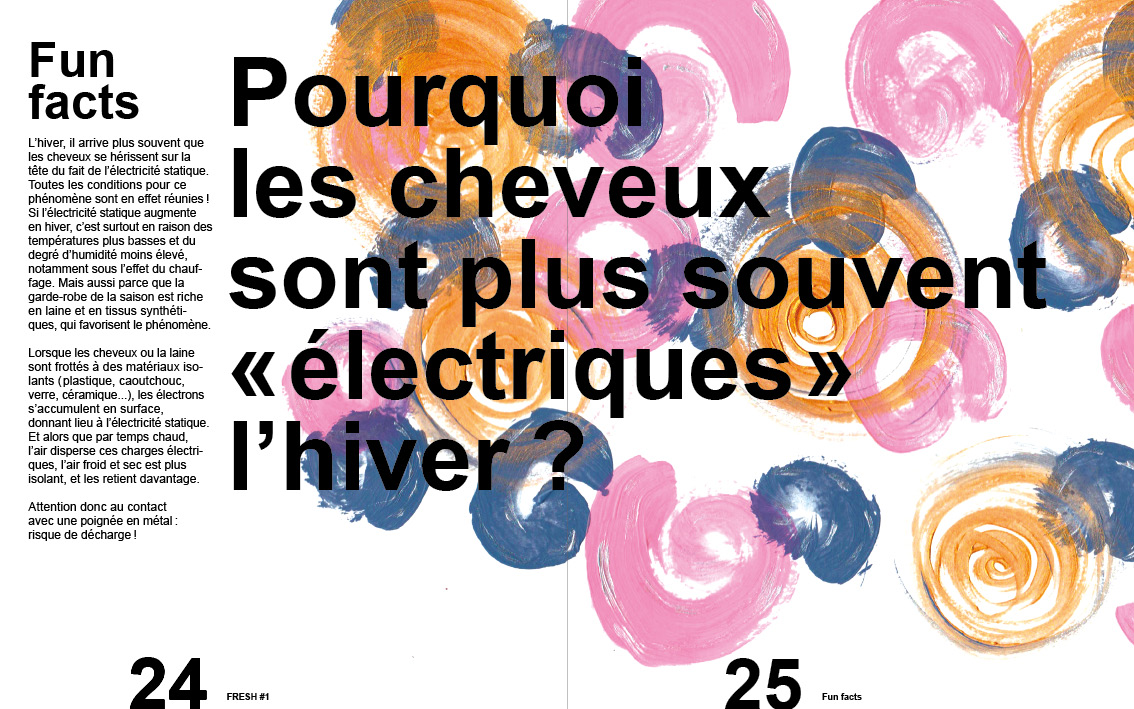 Fun
facts
L’hiver, il arrive plus souvent que
les cheveux se hérissent sur la
tête du fait de l’électricité statique.
Toutes les conditions pour ce
phénomène sont en effet réunies !
Si l’électricité statique augmente
en hiver, c’est surtout en raison des
températures plus basses et du
degré d’humidité moins élevé,
notamment sous l’effet du chauf-
fage. Mais aussi parce que la
garde-robe de la saison est riche
en laine et en tissus synthéti-
ques, qui favorisent le phénomène.
Lorsque les cheveux ou la laine
sont frottés à des matériaux iso-
lants (plastique, caoutchouc,
verre, céramique...), les électrons
s’accumulent en surface,
donnant lieu à l’électricité statique.
Et alors que par temps chaud,
l’air disperse ces charges électri-
ques, l’air froid et sec est plus
isolant, et les retient davantage.
Attention donc au contact
avec une poignée en métal :
risque de décharge !
Pourquoi
les cheveux
sont plus souvent
« électriques »
l’hiver ?
24 FRESH #1
25 Fun facts